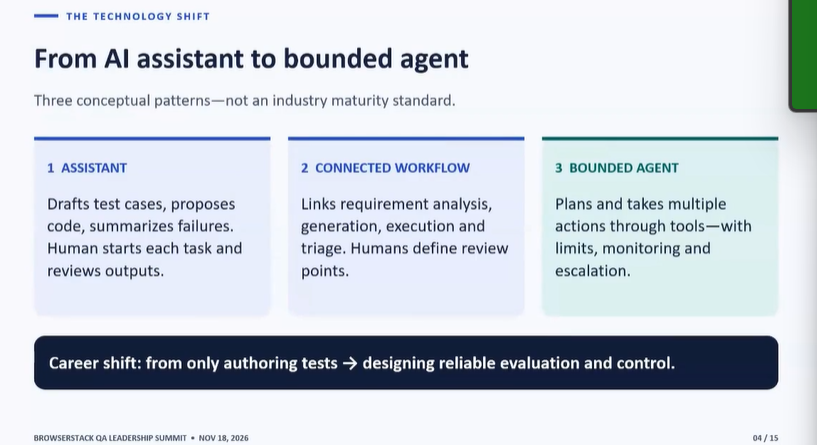 THE TECHNOLOGY SHIFT
From AI assistant to bounded agent
Three conceptual patterns—not an industry maturity standard.
1 ASSISTANT
Drafts test cases, proposes
code, summarizes failures.
Human starts each task and
reviews outputs.
2 CONNECTED WORKFLOW
Links requirement analysis,
generation, execution and
triage. Humans define review
points.
3 BOUNDED AGENT
Plans and takes multiple
actions through tools—with
limits, monitoring and
escalation.
Career shift: from only authoring tests → designing reliable evaluation and control.
BROWSERSTACK QA LEADERSHIP SUMMIT • NOV 18, 2026
04 / 15